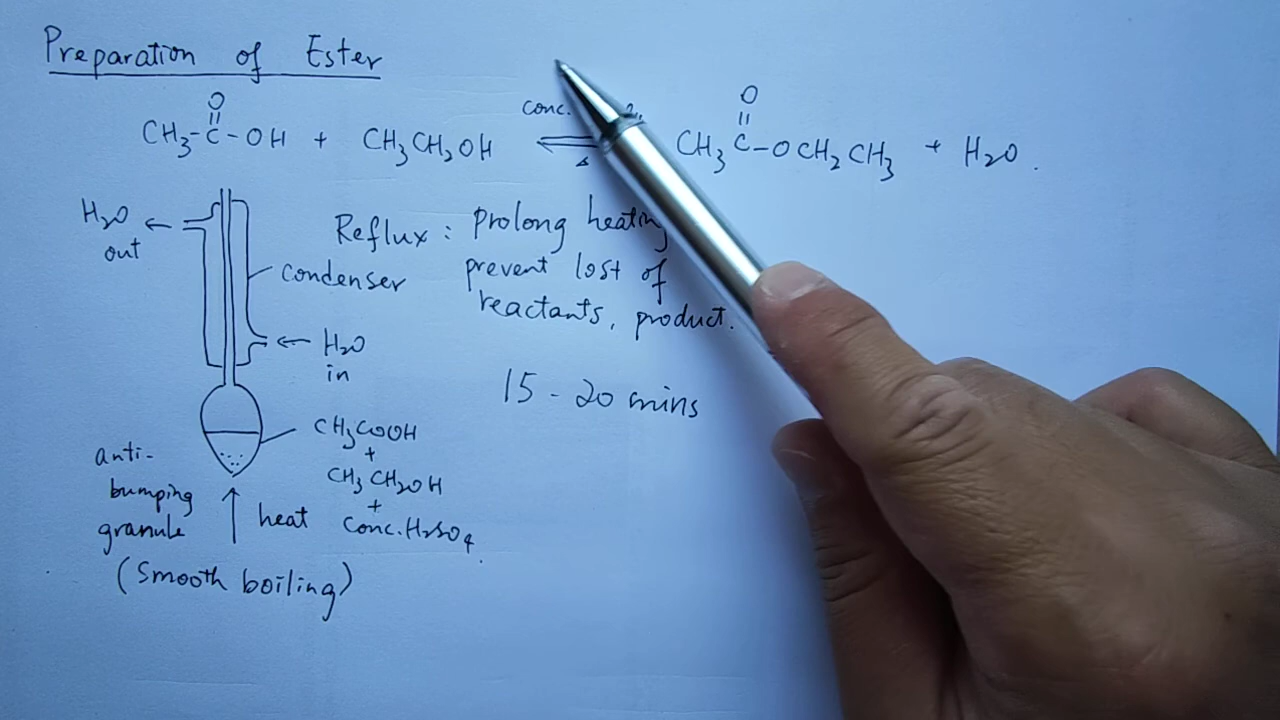 Preparation of Ester
O
CH3-C-OH + CH3CH2OH ⇌ CH3C-OCH2CH3 + H2O.
conc.
Δ
O
H2O
out
condenser
H2O
in
Reflux: Prolong heating
prevent lost of
reactants, product.
15-20 mins
CH3COOH
+
CH3CH2OH
+
Conc. H2SO4.
anti-
bumping
granule
heat
(Smooth boiling)